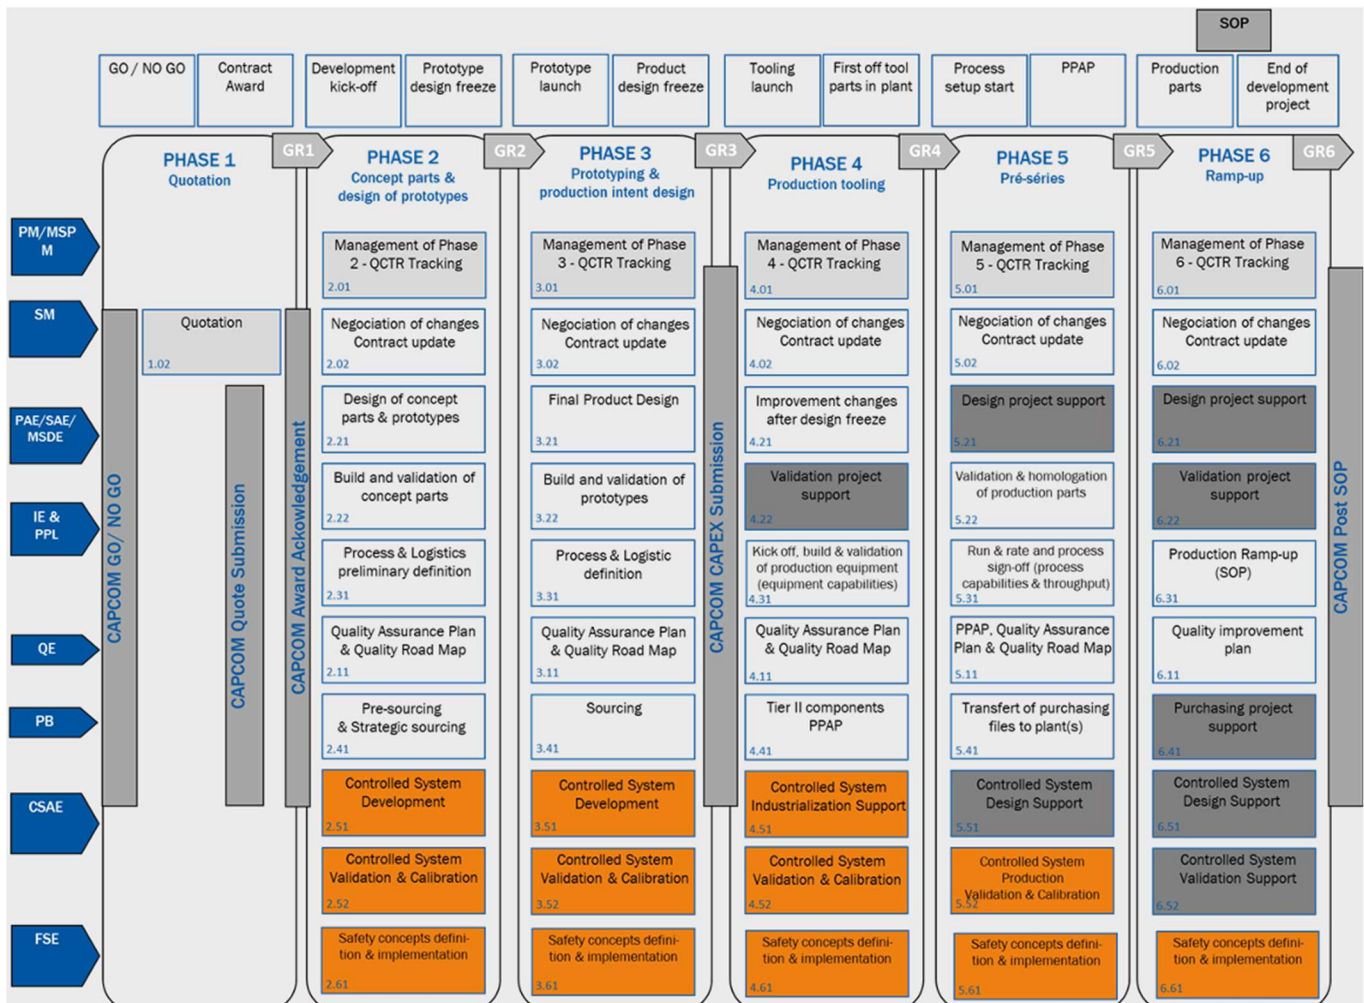 SOP
GO / NO GO
Contract
Award
Development
kick-off
Prototype
design freeze
Prototype
launch
Product
design freeze
Tooling
launch
First off tool
parts in plant
Process
setup start
PPAP
Production
parts
End of
development
project
GR1
GR2
GR3
GR4
GR5
GR6
PHASE 1
Quotation
PHASE 2
Concept parts &
design of prototypes
PHASE 3
Prototyping &
production intent design
PHASE 4
Production tooling
PHASE 5
Pré-séries
PHASE 6
Ramp-up
PM/MSP
M
Management of Phase
2 - QCTR Tracking
2.01
Management of Phase
3 - QCTR Tracking
3.01
Management of Phase
4 - QCTR Tracking
4.01
Management of Phase
5 - QCTR Tracking
5.01
Management of Phase
6 - QCTR Tracking
6.01
SM
Quotation
1.02
Negociation of changes
Contract update
2.02
Negociation of changes
Contract update
3.02
Negociation of changes
Contract update
4.02
Negociation of changes
Contract update
5.02
Negociation of changes
Contract update
6.02
PAE/SAE/
MSDE
Design of concept
parts & prototypes
2.21
Final Product Design
3.21
Improvement changes
after design freeze
4.21
Design project support
5.21
Design project support
6.21
IE &
PPL
Build and validation of
concept parts
2.22
Build and validation of
prototypes
3.22
Validation project
support
4.22
Validation & homologation
of production parts
5.22
Validation project
support
6.22
Process & Logistics
preliminary definition
2.31
Process & Logistic
definition
3.31
Kick off, build & validation
of production equipment
(equipment capabilities)
4.31
Run & rate and process
sign-off (process
capabilities & throughput)
5.31
Production Ramp-up
(SOP)
6.31
QE
Quality Assurance Plan
& Quality Road Map
2.11
Quality Assurance Plan
& Quality Road Map
3.11
Quality Assurance Plan
& Quality Road Map
4.11
PPAP, Quality Assurance
Plan & Quality Road Map
5.11
Quality improvement
plan
6.11
PB
Pre-sourcing
& Strategic sourcing
2.41
Sourcing
3.41
Tier II components
PPAP
4.41
Transfert of purchasing
files to plant(s)
5.41
Purchasing project
support
6.41
CSAE
Controlled System
Development
2.51
Controlled System
Development
3.51
Controlled System
Industrialization Support
4.51
Controlled System
Design Support
5.51
Controlled System
Design Support
6.51
Controlled System
Validation & Calibration
2.52
Controlled System
Validation & Calibration
3.52
Controlled System
Validation & Calibration
4.52
Controlled System
Production
Validation & Calibration
5.52
Controlled System
Validation Support
6.52
FSE
Safety concepts defini-
tion & implementation
2.61
Safety concepts defini-
tion & implementation
3.61
Safety concepts defini-
tion & implementation
4.61
Safety concepts defini-
tion & implementation
5.61
Safety concepts defini-
tion & implementation
6.61
CAPCOM GO/ NO GO
CAPCOM Quote Submission
CAPCOM Award Acknowledgement
CAPCOM CAPEX Submission
CAPCOM Post SOP